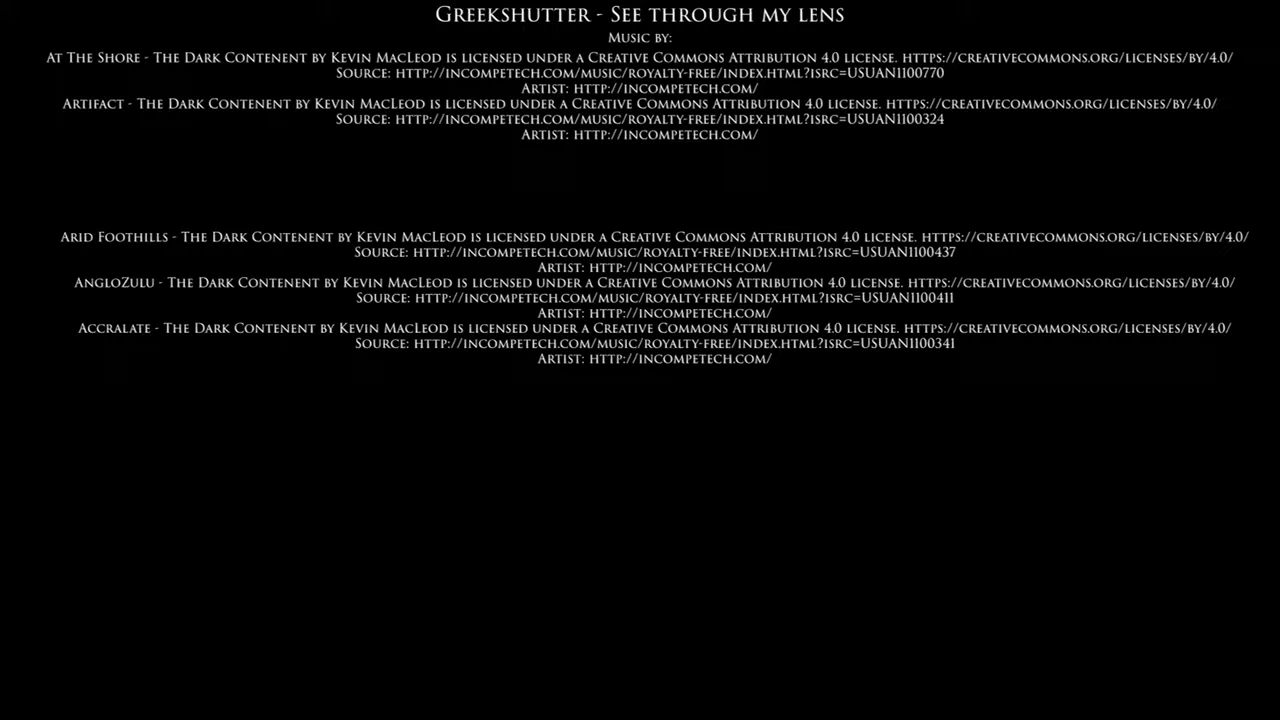 Greekshutter - See through my lens
Music by:
At The Shore - The Dark Contenent by Kevin MacLeod is licensed under a Creative Commons Attribution 4.0 license. https://creativecommons.org/licenses/by/4.0/
Source: http://incompetech.com/music/royalty-free/index.html?isrc=USUAN1100770
Artist: http://incompetech.com/
Artifact - The Dark Contenent by Kevin MacLeod is licensed under a Creative Commons Attribution 4.0 license. https://creativecommons.org/licenses/by/4.0/
Source: http://incompetech.com/music/royalty-free/index.html?isrc=USUAN1100324
Artist: http://incompetech.com/
Arid Foothills - The Dark Contenent by Kevin MacLeod is licensed under a Creative Commons Attribution 4.0 license. https://creativecommons.org/licenses/by/4.0/
Source: http://incompetech.com/music/royalty-free/index.html?isrc=USUAN1100437
Artist: http://incompetech.com/
AngloZulu - The Dark Contenent by Kevin MacLeod is licensed under a Creative Commons Attribution 4.0 license. https://creativecommons.org/licenses/by/4.0/
Source: http://incompetech.com/music/royalty-free/index.html?isrc=USUAN1100411
Artist: http://incompetech.com/
Accralate - The Dark Contenent by Kevin MacLeod is licensed under a Creative Commons Attribution 4.0 license. https://creativecommons.org/licenses/by/4.0/
Source: http://incompetech.com/music/royalty-free/index.html?isrc=USUAN1100341
Artist: http://incompetech.com/